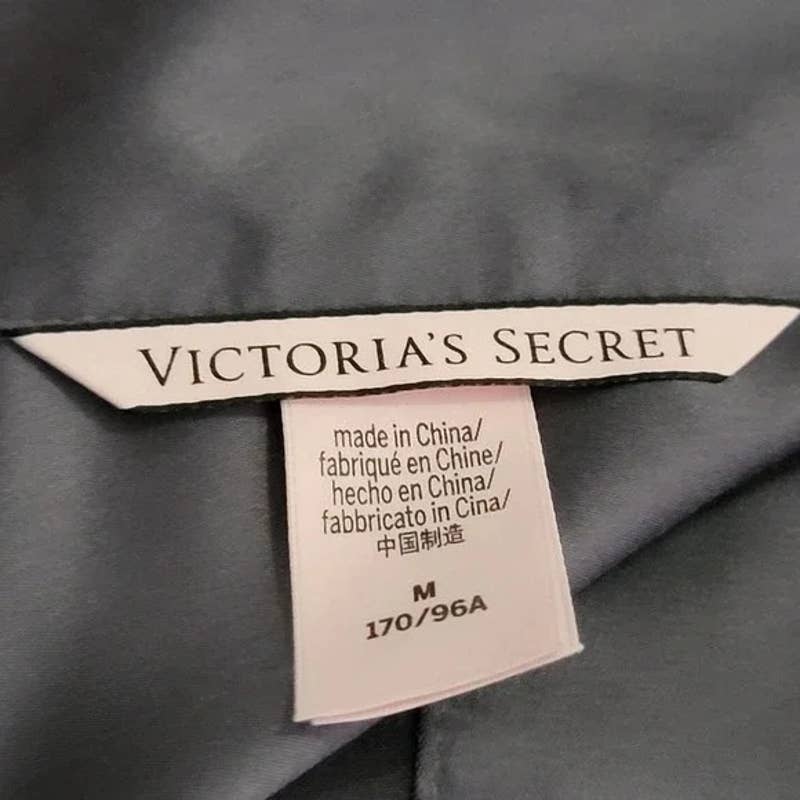 VICTORIA'S SECRET
made in China/
fabriqué en Chine/
hecho en China/
fabbricato in Cina/
中国制造
M
170/96A